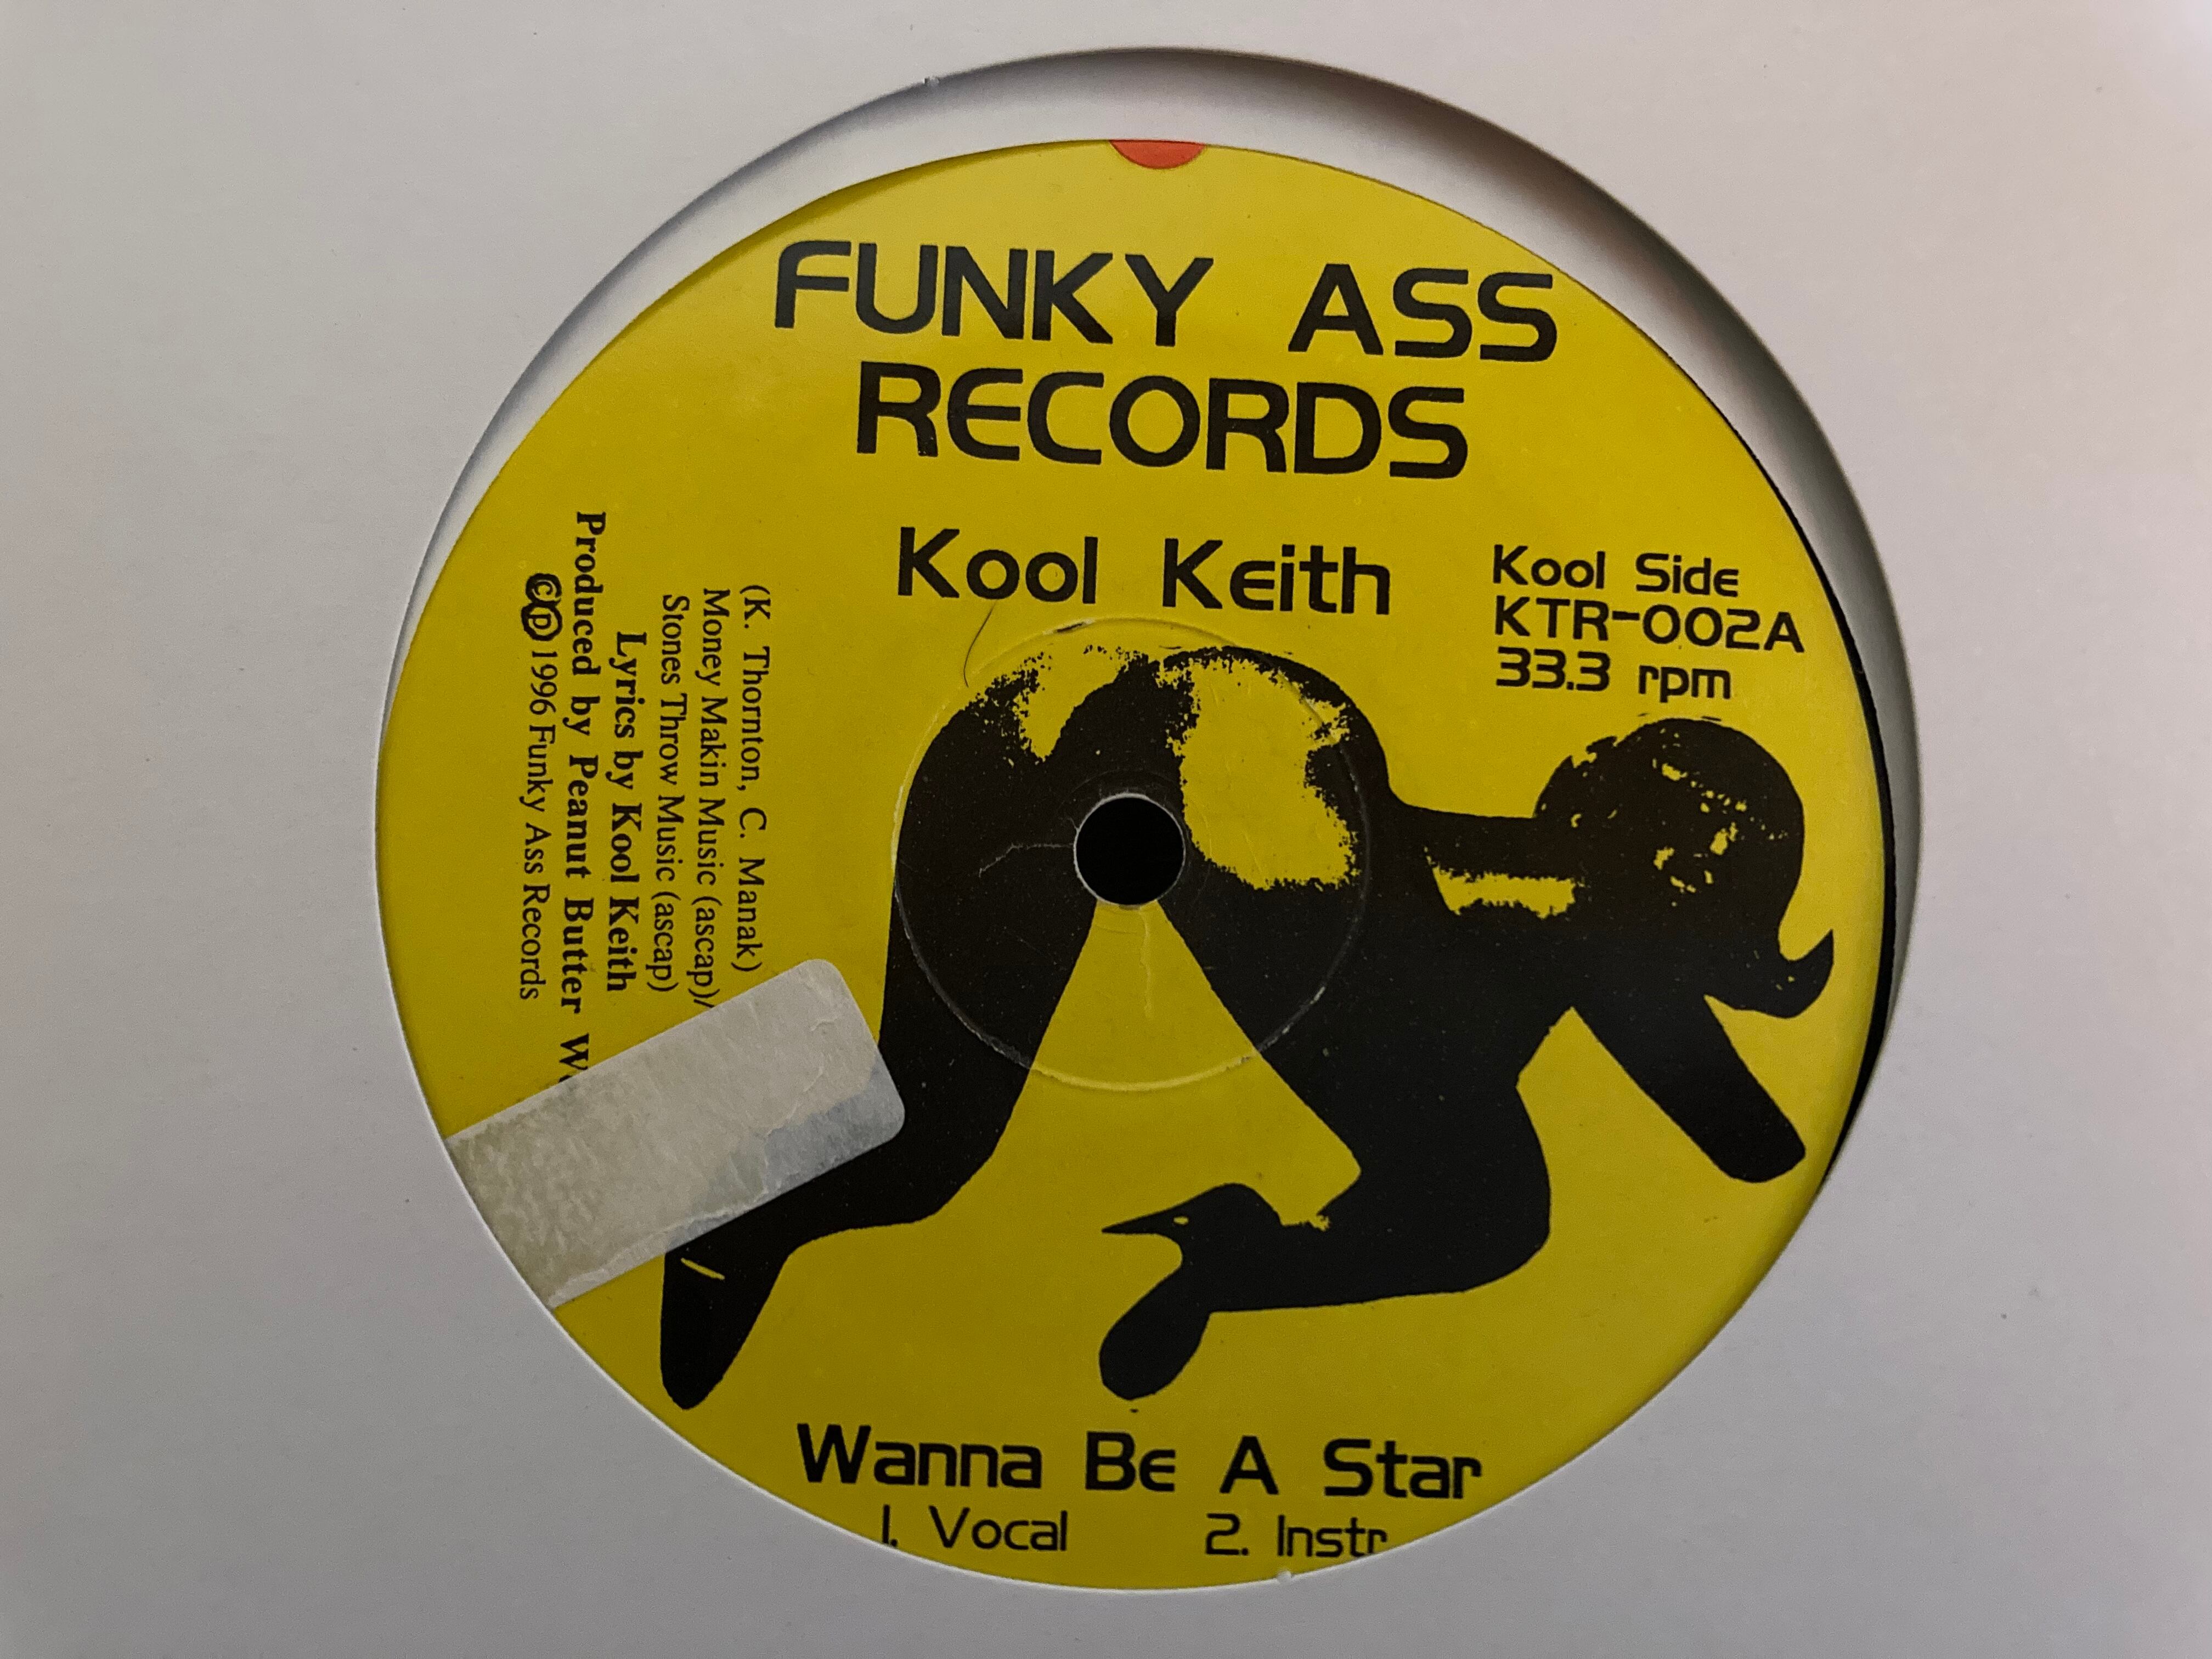 FUNKY ASS
RECORDS
Kool Keith
Kool Side
KTR-002A
33.3 rpm
(K. Thornton, C. Manak)
Money Makin Music (ascap)/
Stones Throw Music (ascap)
Lyrics by Kool Keith
Produced by Peanut Butter
©℗1996 Funky Ass Records
Wanna Be A Star
1. Vocal 2. Instr